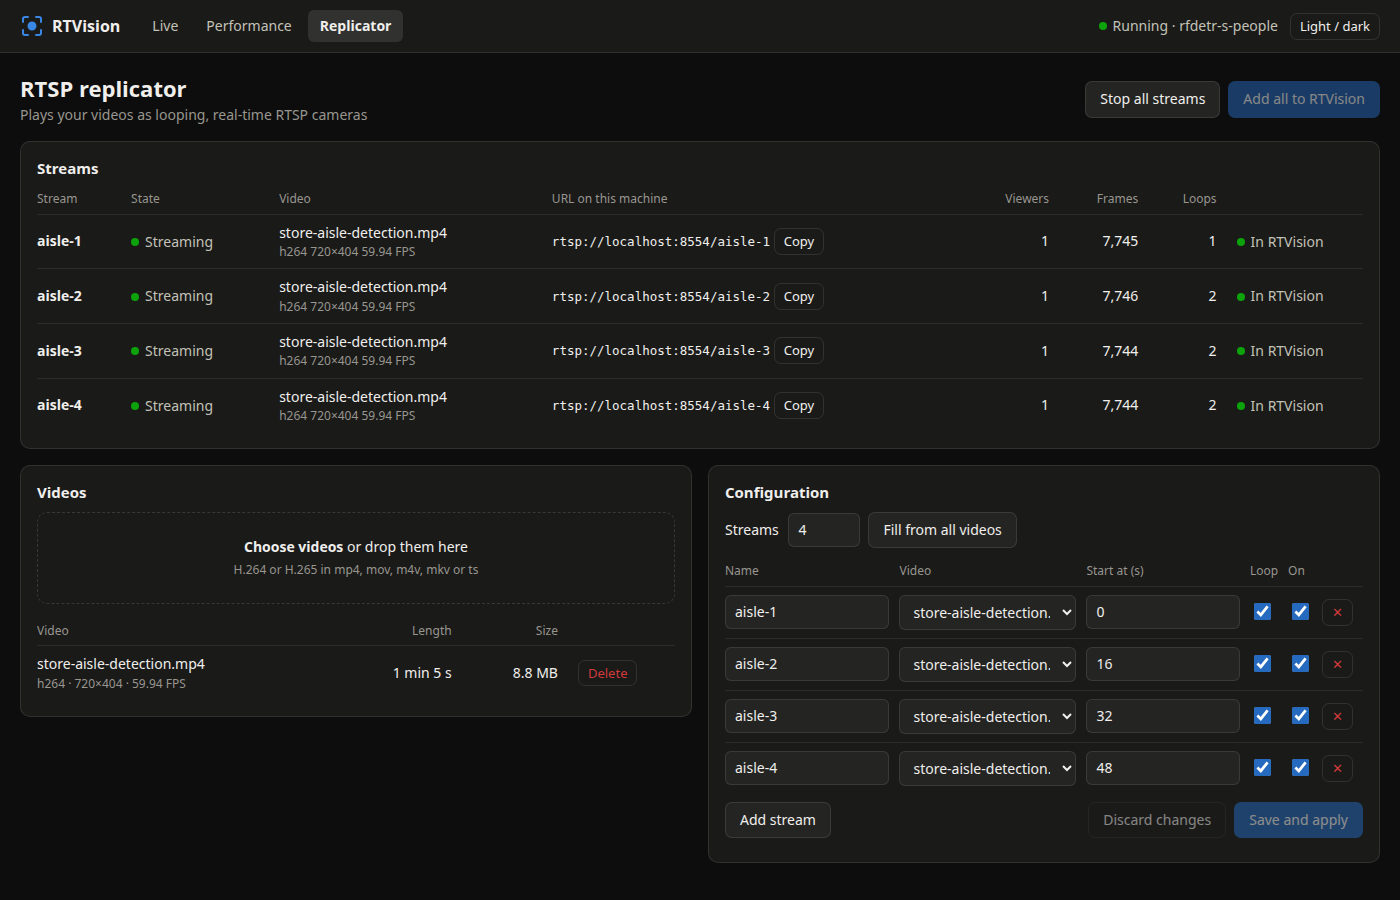 RTVision Live Performance Replicator Running · rfdetr-s-people Light / dark
RTSP replicator
Plays your videos as looping, real-time RTSP cameras
Stop all streams Add all to RTVision
Streams
Stream State Video URL on this machine Viewers Frames Loops
aisle-1 Streaming store-aisle-detection.mp4 rtsp://localhost:8554/aisle-1 Copy 1 7,745 1 In RTVision
h264 720×404 59.94 FPS
aisle-2 Streaming store-aisle-detection.mp4 rtsp://localhost:8554/aisle-2 Copy 1 7,746 2 In RTVision
h264 720×404 59.94 FPS
aisle-3 Streaming store-aisle-detection.mp4 rtsp://localhost:8554/aisle-3 Copy 1 7,744 2 In RTVision
h264 720×404 59.94 FPS
aisle-4 Streaming store-aisle-detection.mp4 rtsp://localhost:8554/aisle-4 Copy 1 7,744 2 In RTVision
h264 720×404 59.94 FPS
Videos
Choose videos or drop them here
H.264 or H.265 in mp4, mov, m4v, mkv or ts
Video Length Size
store-aisle-detection.mp4 1 min 5 s 8.8 MB Delete
h264 · 720×404 · 59.94 FPS
Configuration
Streams 4 Fill from all videos
Name Video Start at (s) Loop On
aisle-1 store-aisle-detection. 0 ×
aisle-2 store-aisle-detection. 16 ×
aisle-3 store-aisle-detection. 32 ×
aisle-4 store-aisle-detection. 48 ×
Add stream Discard changes Save and apply